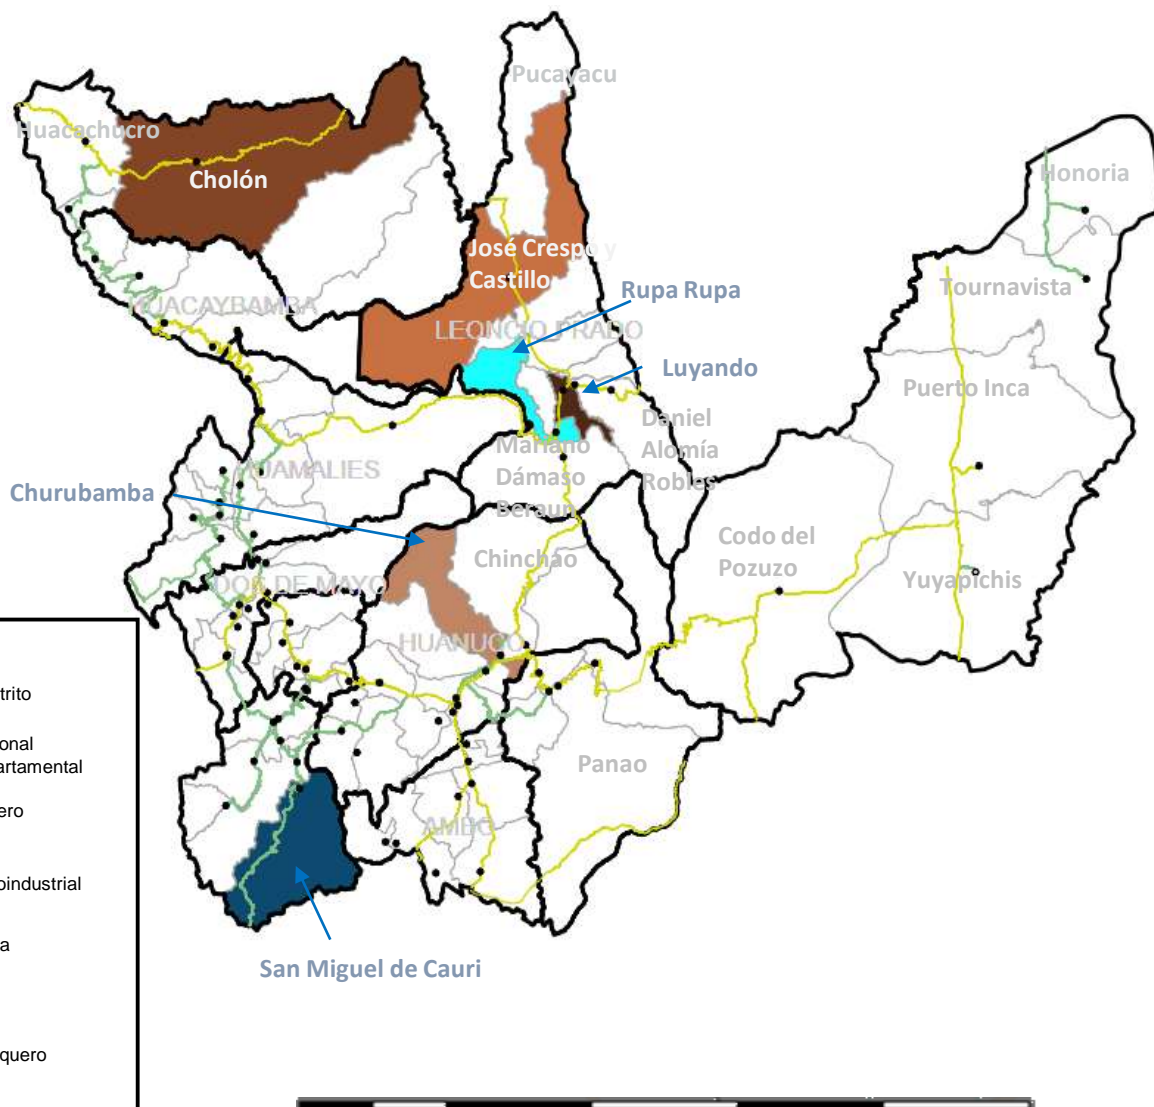 Pucayacu
Huacachucro
Cholón
Honoria
José Crespo y
Castillo
Rupa Rupa
Tournavista
HUACAYBAMBA
LEONCIO PRADO
Luyando
Puerto Inca
Daniel
Alomía
Robles
Mariano
Dámaso
Beraun
Churubamba
Chinchao
Codo del
Pozuzo
Yuyapichis
DOS DE MAYO
HUANUCO
trito
onal
artamental
Panao
ero
AMBO
oindustrial
a
San Miguel de Cauri
quero